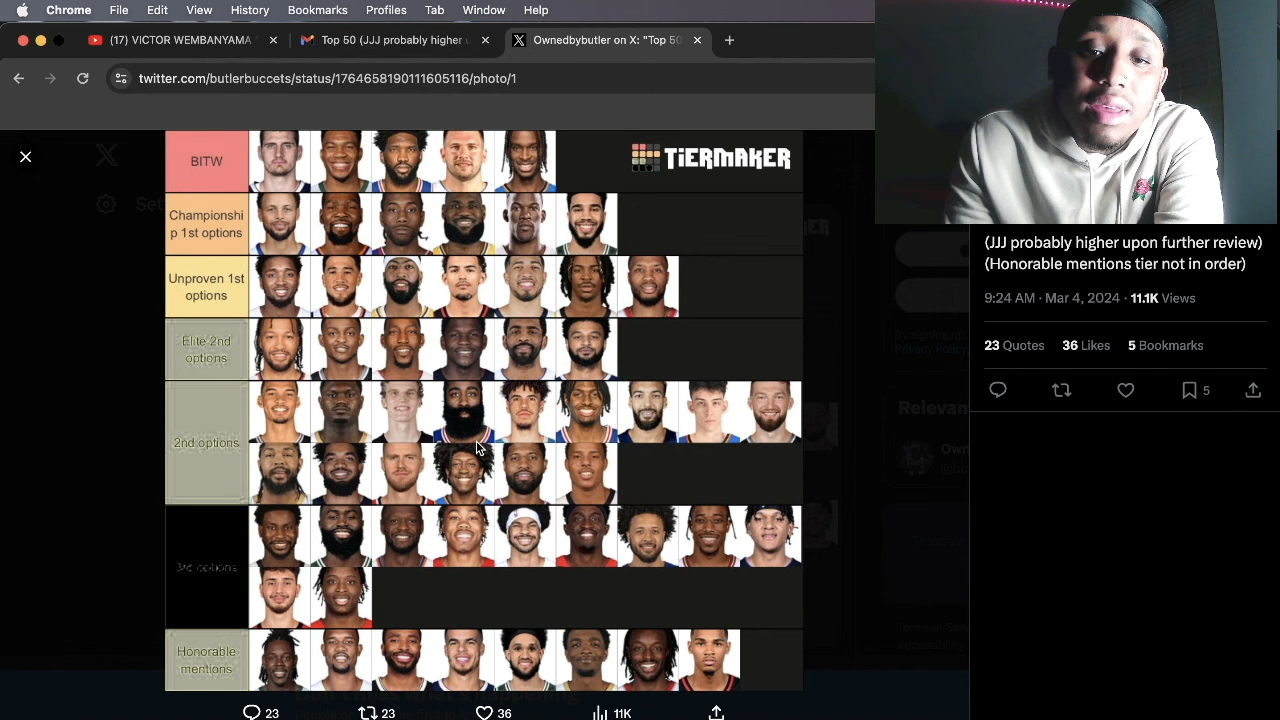 Chrome File Edit View History Bookmarks Profiles Tab Window Help
(17) VICTOR WEMBANYAMA
Top 50 (JJJ probably higher u
Ownedbybutler on X: "Top 50
twitter.com/butlerbuccets/status/1764658190111605116/photo/1
BITW
TiERMAKER
Championshi
p 1st options
Unproven 1st
options
Elite 2nd
options
2nd options
3rd options
Honorable
mentions
23 23 36 11K
(JJJ probably higher upon further review)
(Honorable mentions tier not in order)
9:24 AM · Mar 4, 2024 · 11.1K Views
23 Quotes 36 Likes 5 Bookmarks
5
Relevan
Own